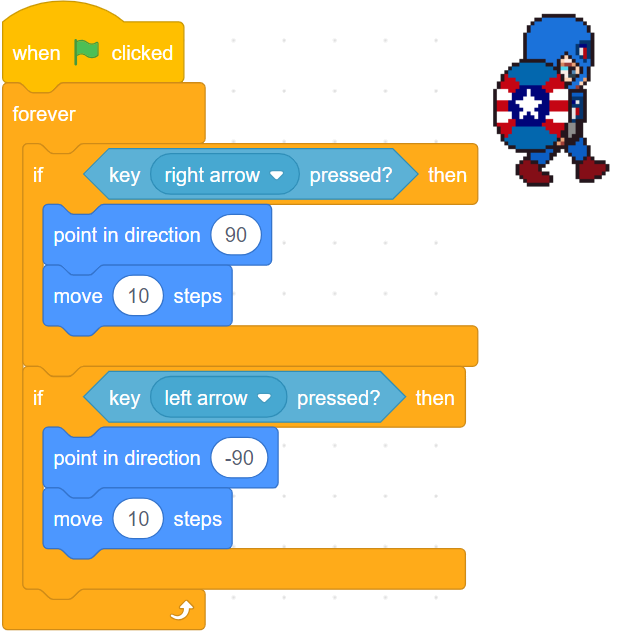 when clicked
forever
if key right arrow pressed? then
point in direction 90
move 10 steps
if key left arrow pressed? then
point in direction -90
move 10 steps